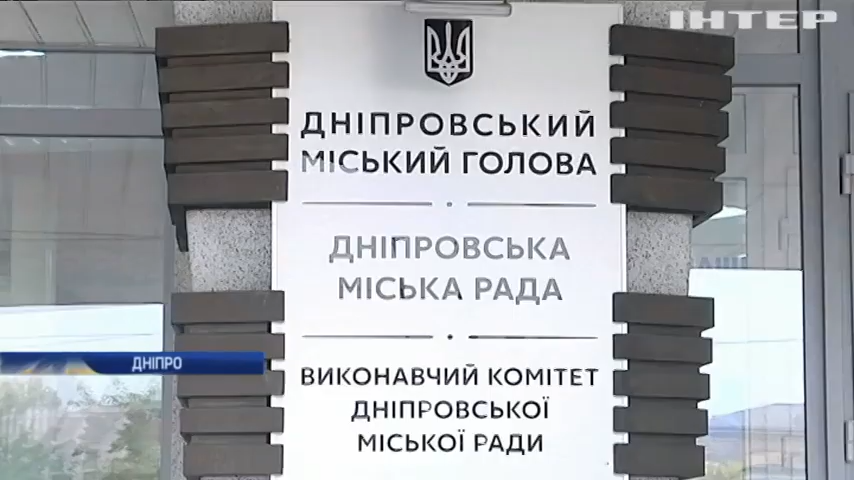 ІНТЕР
ДНІПРОВСЬКИЙ
МІСЬКИЙ ГОЛОВА
ДНІПРОВСЬКА
МІСЬКА РАДА
ВИКОНАВЧИЙ КОМІТЕТ
ДНІПРОВСЬКОЇ
МІСЬКОЇ РАДИ
ДНІПРО